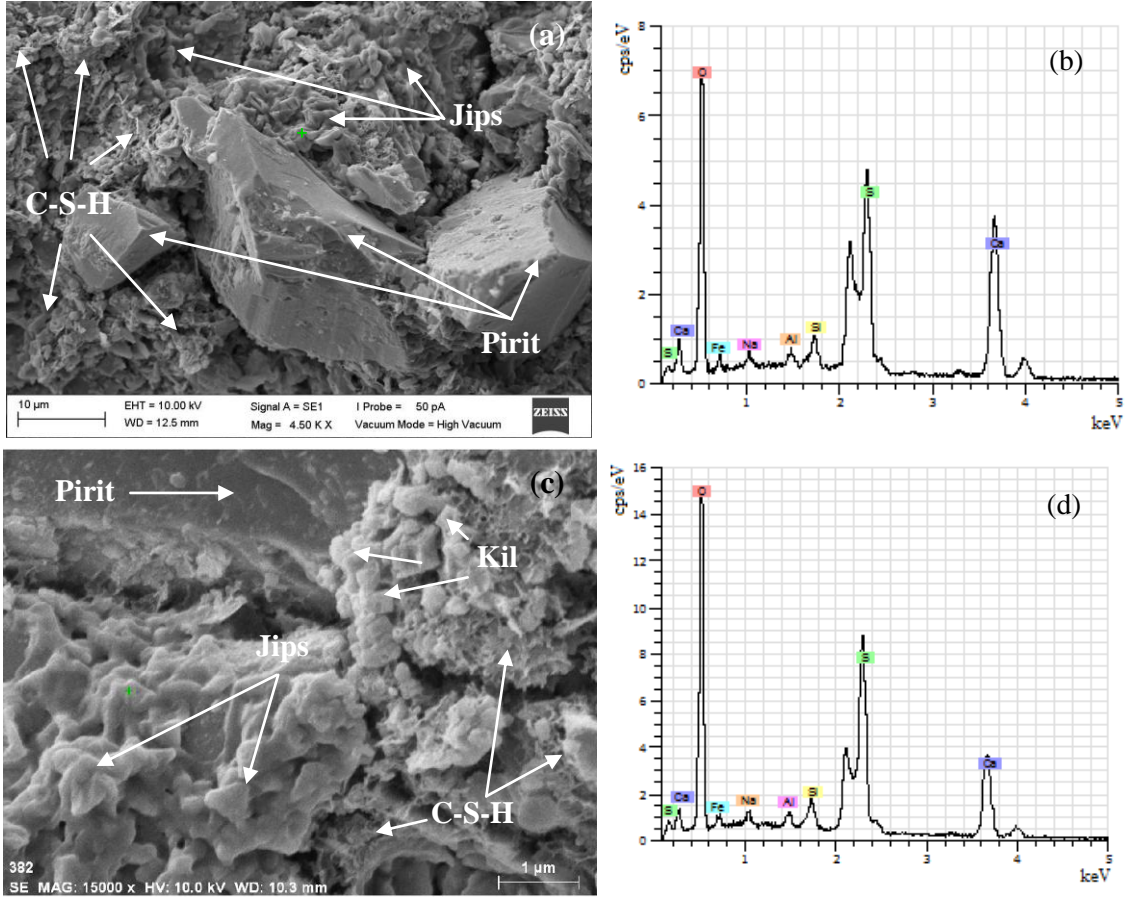 (a)
Jips
C-S-H
Pirit
10 µm
EHT = 10.00 kV
Signal A = SE1
I Probe = 50 pA
WD = 12.5 mm
Mag = 4.50 K X
Vacuum Mode = High Vacuum
ZEISS
(b)
cps/eV
8
6
4
2
0
O
S
Ca
Ca
S
Fe
Na
Al
Si
1
2
3
4
5
keV
(c)
Pirit
Kil
Jips
C-S-H
382
SE MAG: 15000 x HV: 10.0 kV WD: 10.3 mm
1 µm
(d)
cps/eV
16
14
12
10
8
6
4
2
0
O
S
Ca
Ca
S
Fe
Na
Al
Si
1
2
3
4
5
keV